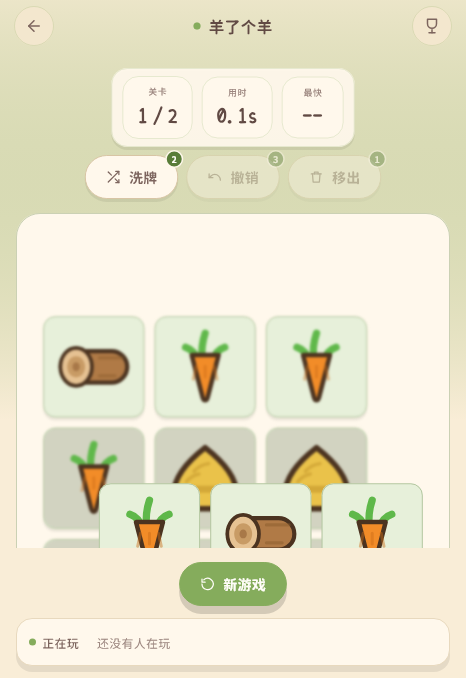 羊了个羊
关卡 用时 最快
1/2 0.1s --
洗牌 2 撤销 3 移出 1
新游戏
正在玩 还没有人在玩